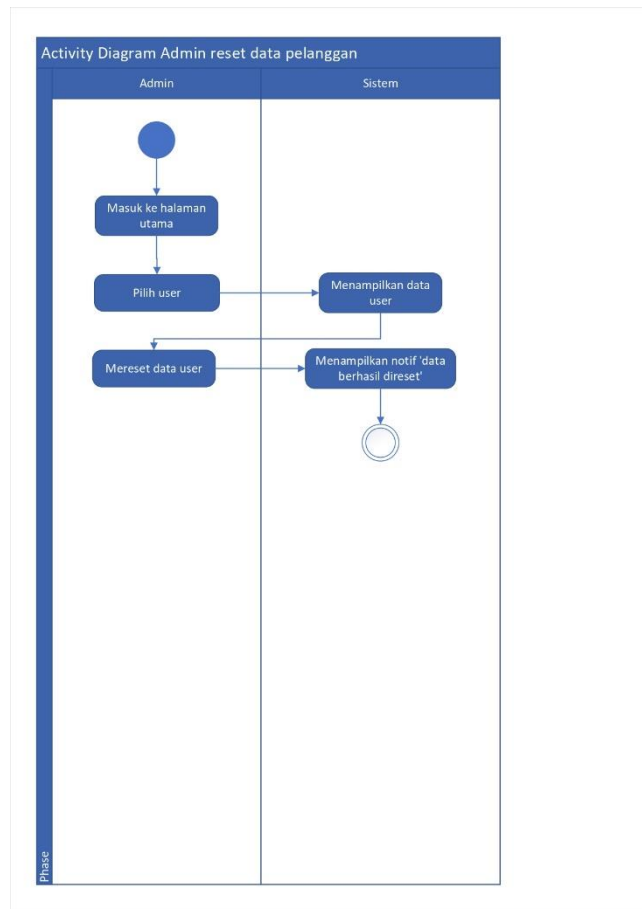 Activity Diagram Admin reset data pelanggan
Admin
Sistem
Masuk ke halaman
utama
Pilih user
Menampilkan data
user
Mereset data user
Menampilkan notif 'data
berhasil direset'
Phase